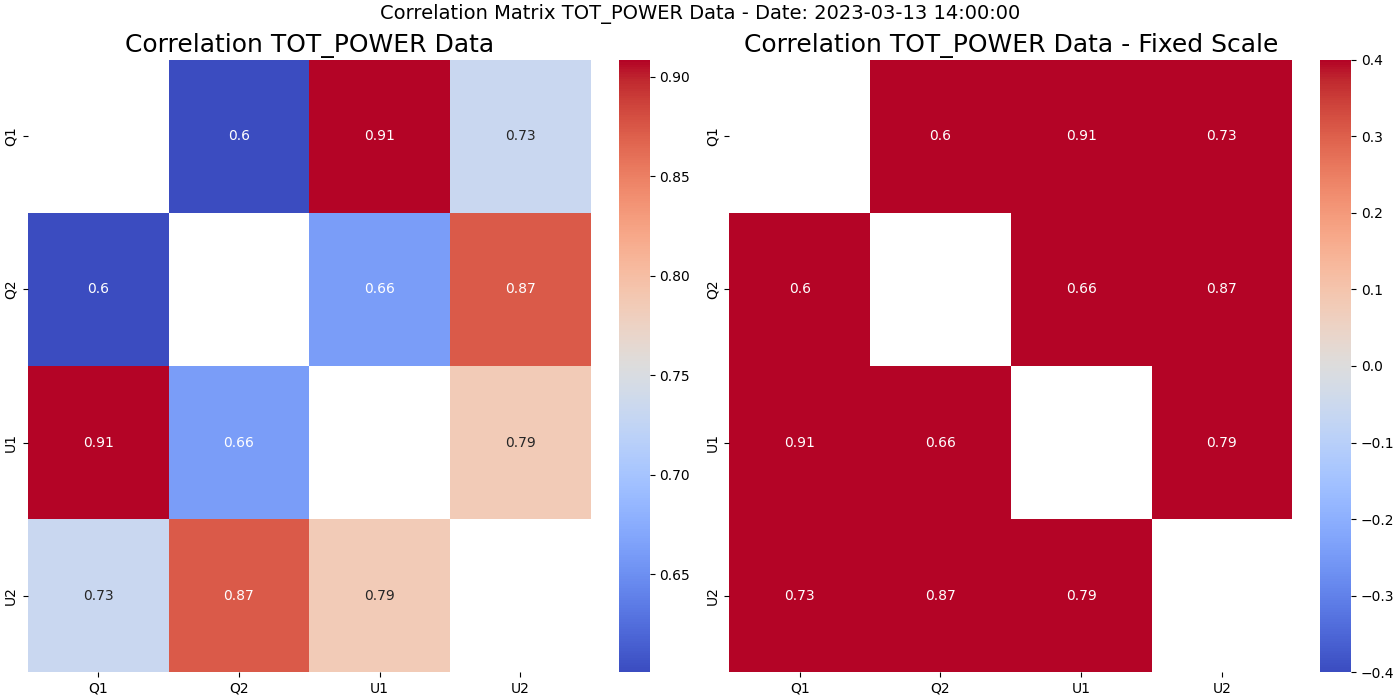 Correlation Matrix TOT_POWER Data - Date: 2023-03-13 14:00:00
Correlation TOT_POWER Data
Q1
0.6
0.91
0.73
Q2
0.6
0.66
0.87
U1
0.91
0.66
0.79
U2
0.73
0.87
0.79
Q1
Q2
U1
U2
0.90
0.85
0.80
0.75
0.70
0.65
Correlation TOT_POWER Data - Fixed Scale
Q1
0.6
0.91
0.73
Q2
0.6
0.66
0.87
U1
0.91
0.66
0.79
U2
0.73
0.87
0.79
Q1
Q2
U1
U2
0.4
0.3
0.2
0.1
0.0
−0.1
−0.2
−0.3
−0.4